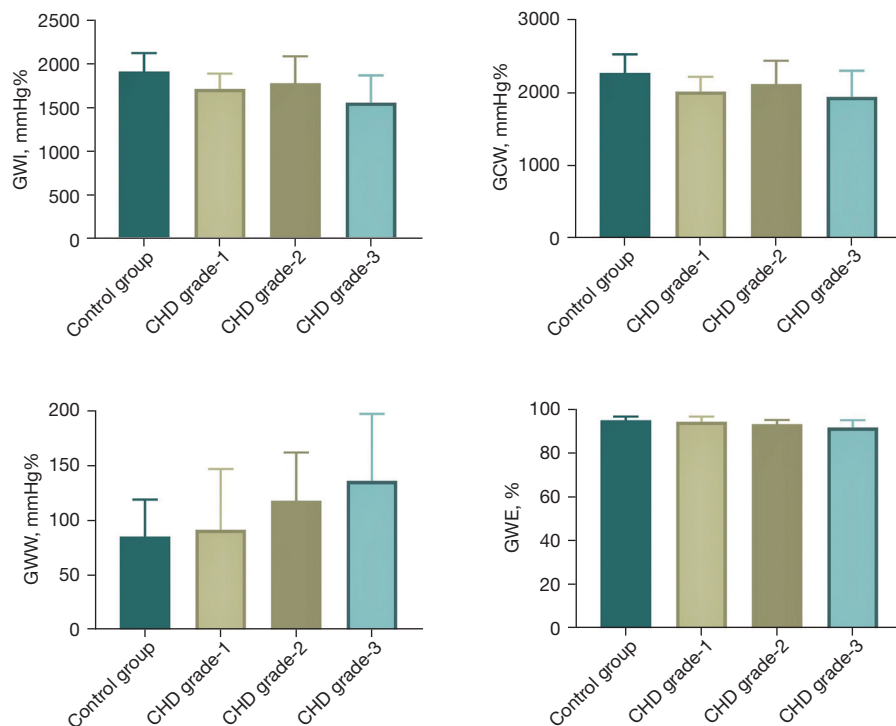 GWI, mmHg%
2500
2000
1500
1000
500
0
Control group
CHD grade-1
CHD grade-2
CHD grade-3
GCW, mmHg%
3000
2000
1000
0
Control group
CHD grade-1
CHD grade-2
CHD grade-3
GWW, mmHg%
200
150
100
50
0
Control group
CHD grade-1
CHD grade-2
CHD grade-3
GWE, %
100
80
60
40
20
0
Control group
CHD grade-1
CHD grade-2
CHD grade-3